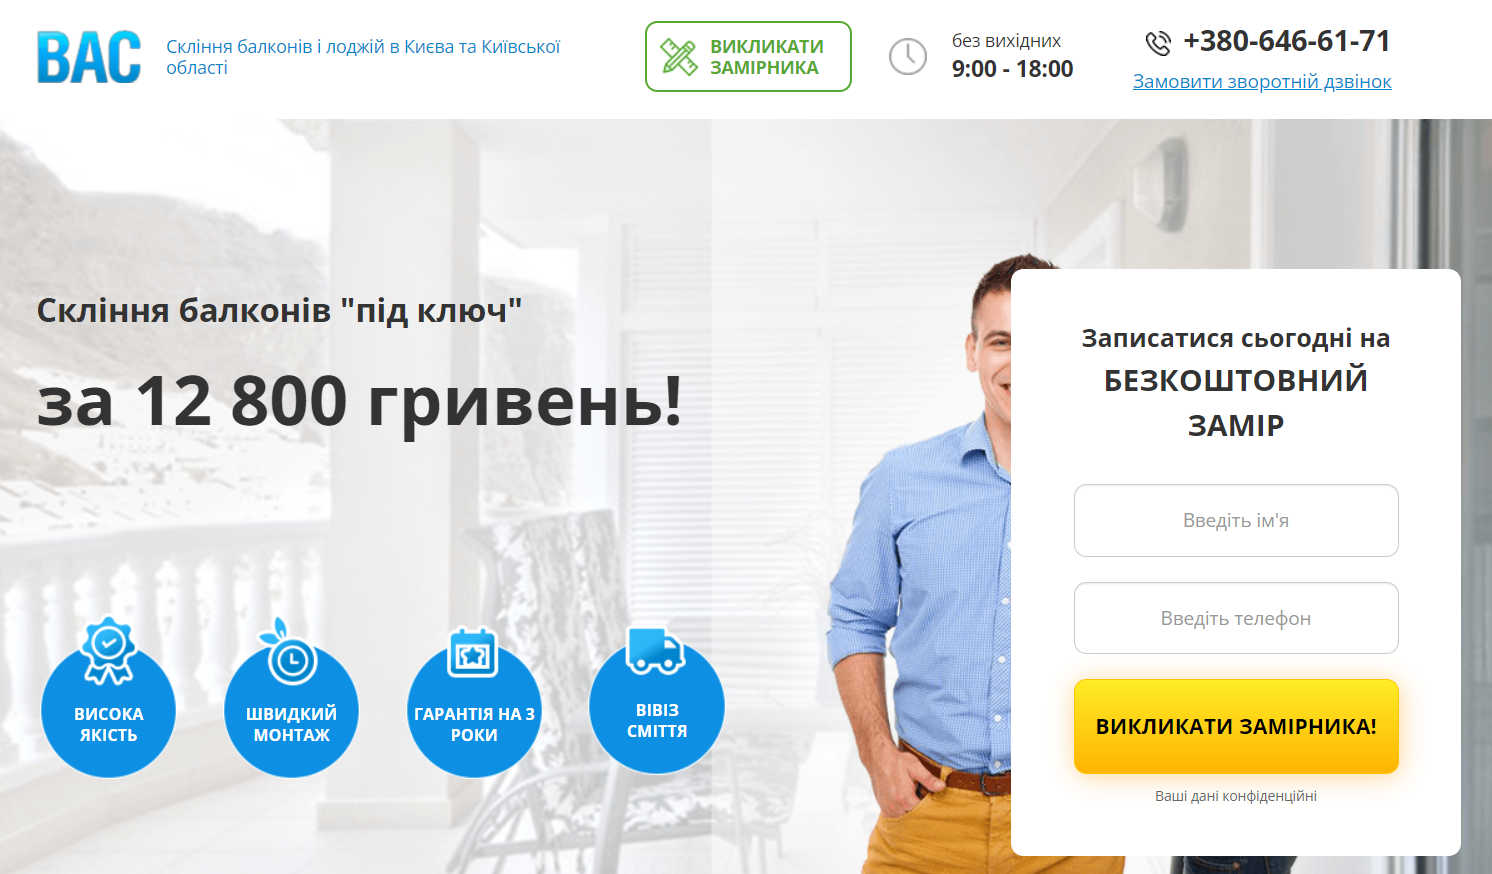 ВАС
Скління балконів і лоджій в Києва та Київської
області
ВИКЛИКАТИ
ЗАМІРНИКА
без вихідних
9:00 - 18:00
+380-646-61-71
Замовити зворотній дзвінок
Скління балконів "під ключ"
за 12 800 гривень!
ВИСОКА
ЯКІСТЬ
ШВИДКИЙ
МОНТАЖ
ГАРАНТІЯ НА 3
РОКИ
ВІВІЗ
СМІТТЯ
Записатися сьогодні на
БЕЗКОШТОВНИЙ
ЗАМІР
Введіть ім'я
Введіть телефон
ВИКЛИКАТИ ЗАМІРНИКА!
Ваші дані конфіденційні